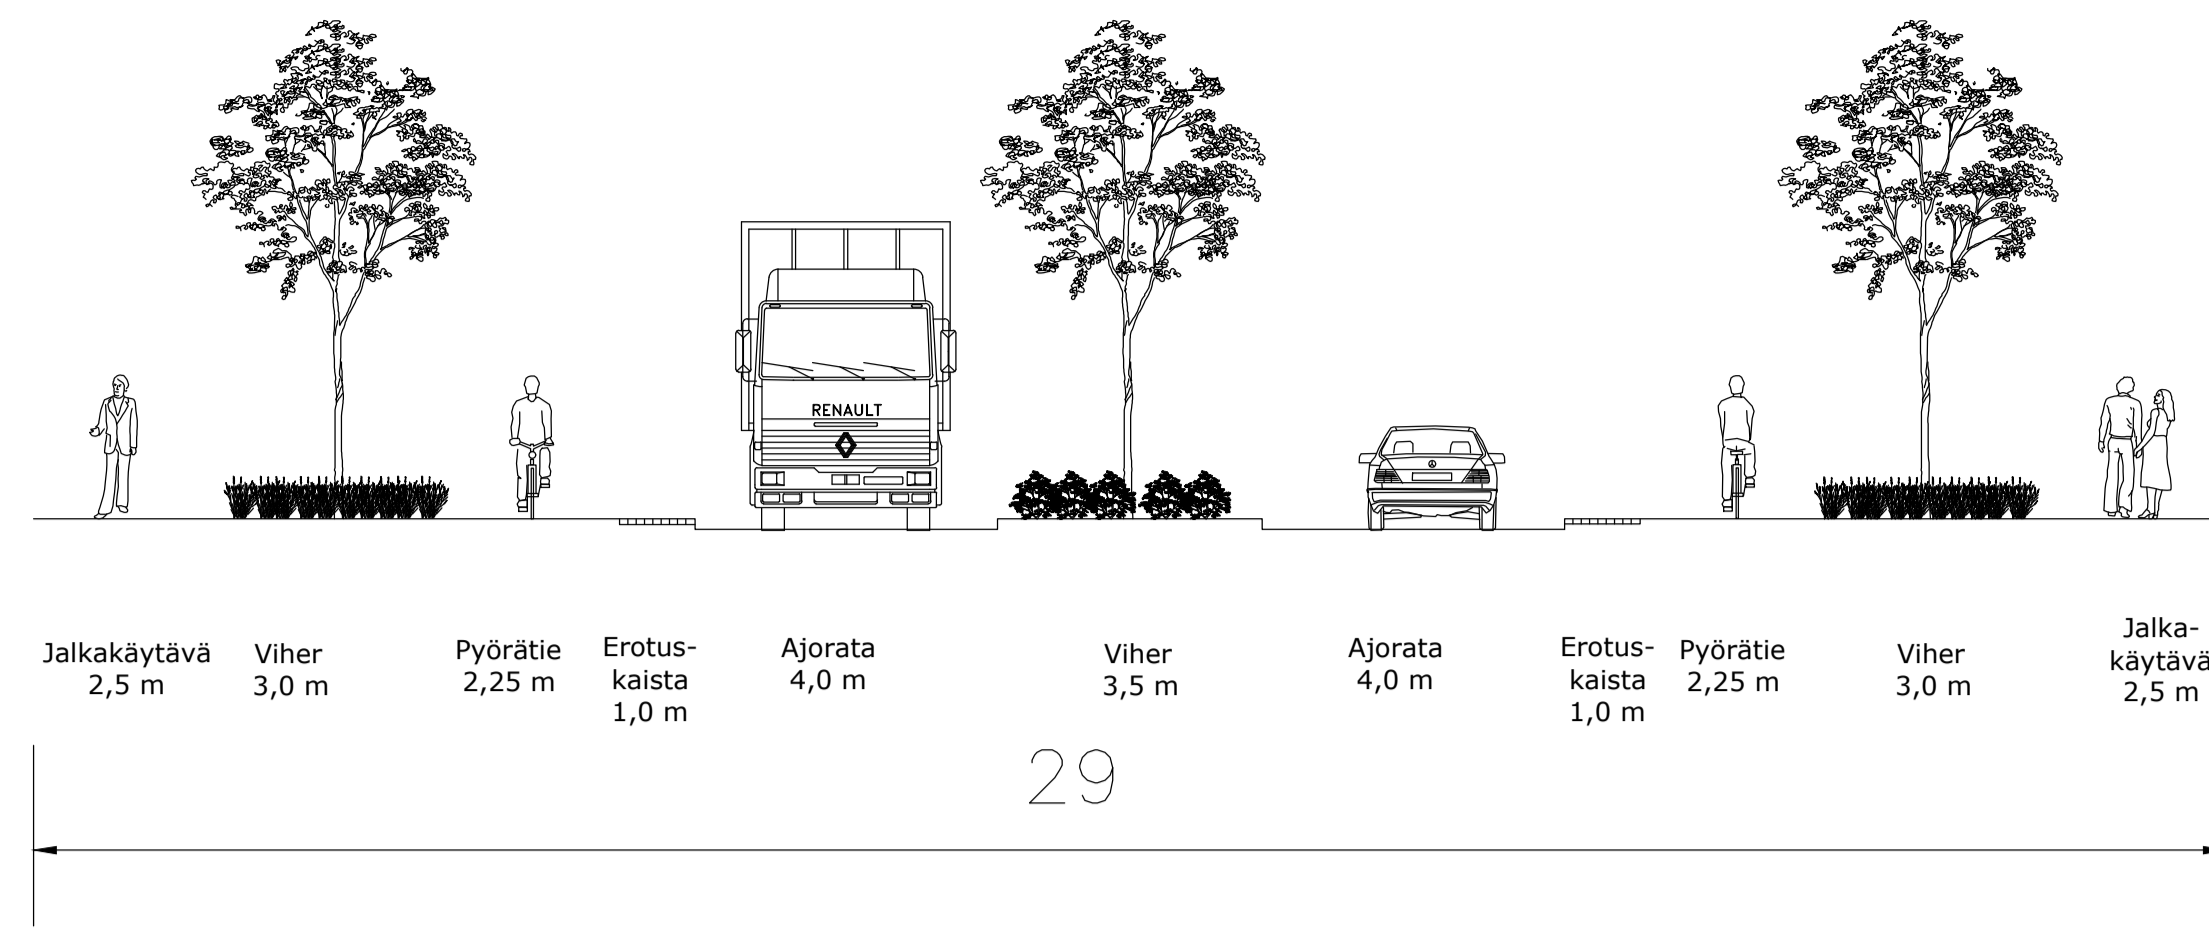 RENAULT
Jalkakäytävä
2,5 m
Viher
3,0 m
Pyörätie
2,25 m
Erotus-
kaista
1,0 m
Ajorata
4,0 m
Viher
3,5 m
Ajorata
4,0 m
Erotus-
kaista
1,0 m
Pyörätie
2,25 m
Viher
3,0 m
Jalka-
käytävä
2,5 m
29